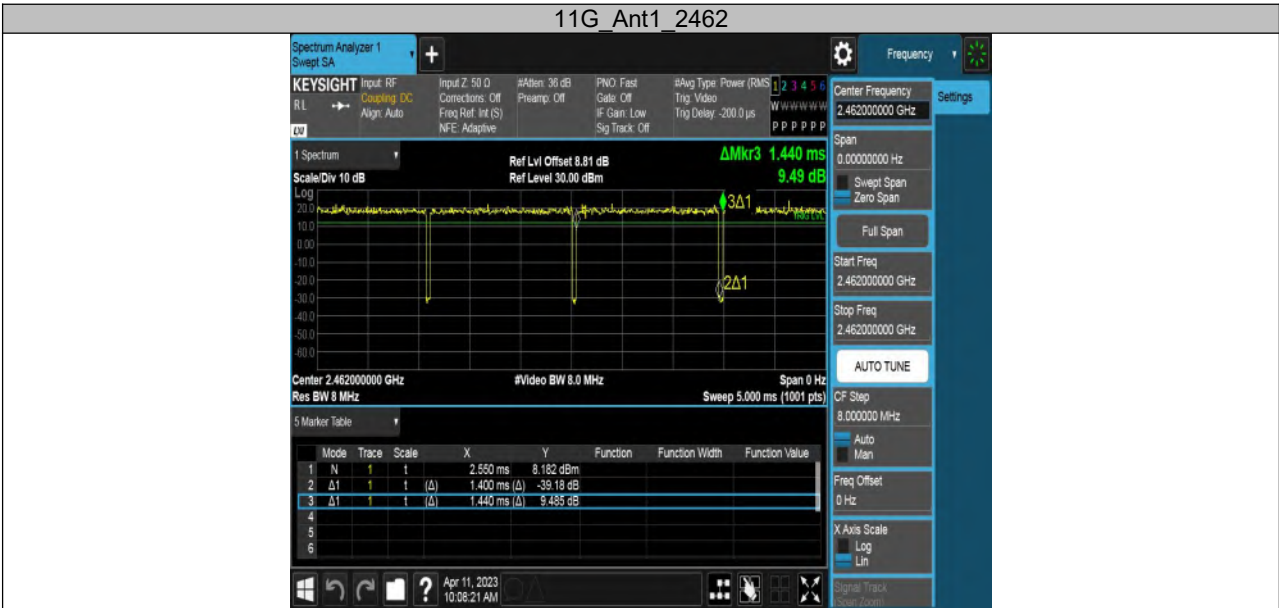 11G_Ant1_2462
Spectrum Analyzer 1
Swept SA
+
Frequency
KEYSIGHT
Input: RF
Coupling: DC
Align: Auto
RL
Input Z: 50 Ω
Corrections: Off
Freq Ref: Int (S)
NFE: Adaptive
#Atten: 36 dB
Preamp: Off
PNO: Fast
Gate: Off
IF Gain: Low
Sig Track: Off
#Avg Type: Power (RMS
Trig: Video
Trig Delay: -200.0 µs
1 2 3 4 5 6
W W W W W W
P P P P P P
Center Frequency
2.462000000 GHz
Settings
Span
0.00000000 Hz
Swept Span
Zero Span
Full Span
Start Freq
2.462000000 GHz
Stop Freq
2.462000000 GHz
AUTO TUNE
CF Step
8.000000 MHz
Auto
Man
Freq Offset
0 Hz
X Axis Scale
Log
Lin
Signal Track
(Span Zoom)
1 Spectrum
Scale/Div 10 dB
Ref Lvl Offset 8.81 dB
Ref Level 30.00 dBm
ΔMkr3 1.440 ms
9.49 dB
Log
20.0
10.0
0.00
-10.0
-20.0
-30.0
-40.0
-50.0
-60.0
3Δ1
TRIG LVL
2Δ1
Center 2.462000000 GHz
#Video BW 8.0 MHz
Span 0 Hz
Res BW 8 MHz
Sweep 5.000 ms (1001 pts)
5 Marker Table
Mode Trace Scale X Y Function Function Width Function Value
1 N 1 t 2.550 ms 8.182 dBm
2 Δ1 1 t (Δ) 1.400 ms (Δ) -39.18 dB
3 Δ1 1 t (Δ) 1.440 ms (Δ) 9.485 dB
4
5
6
?
Apr 11, 2023
10:08:21 AM